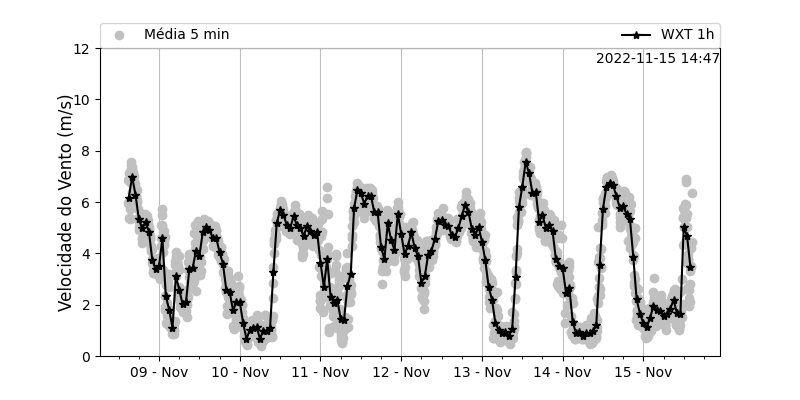 Média 5 min
WXT 1h
2022-11-15 14:47
Velocidade do Vento (m/s)
12
10
8
6
4
2
0
09 - Nov
10 - Nov
11 - Nov
12 - Nov
13 - Nov
14 - Nov
15 - Nov